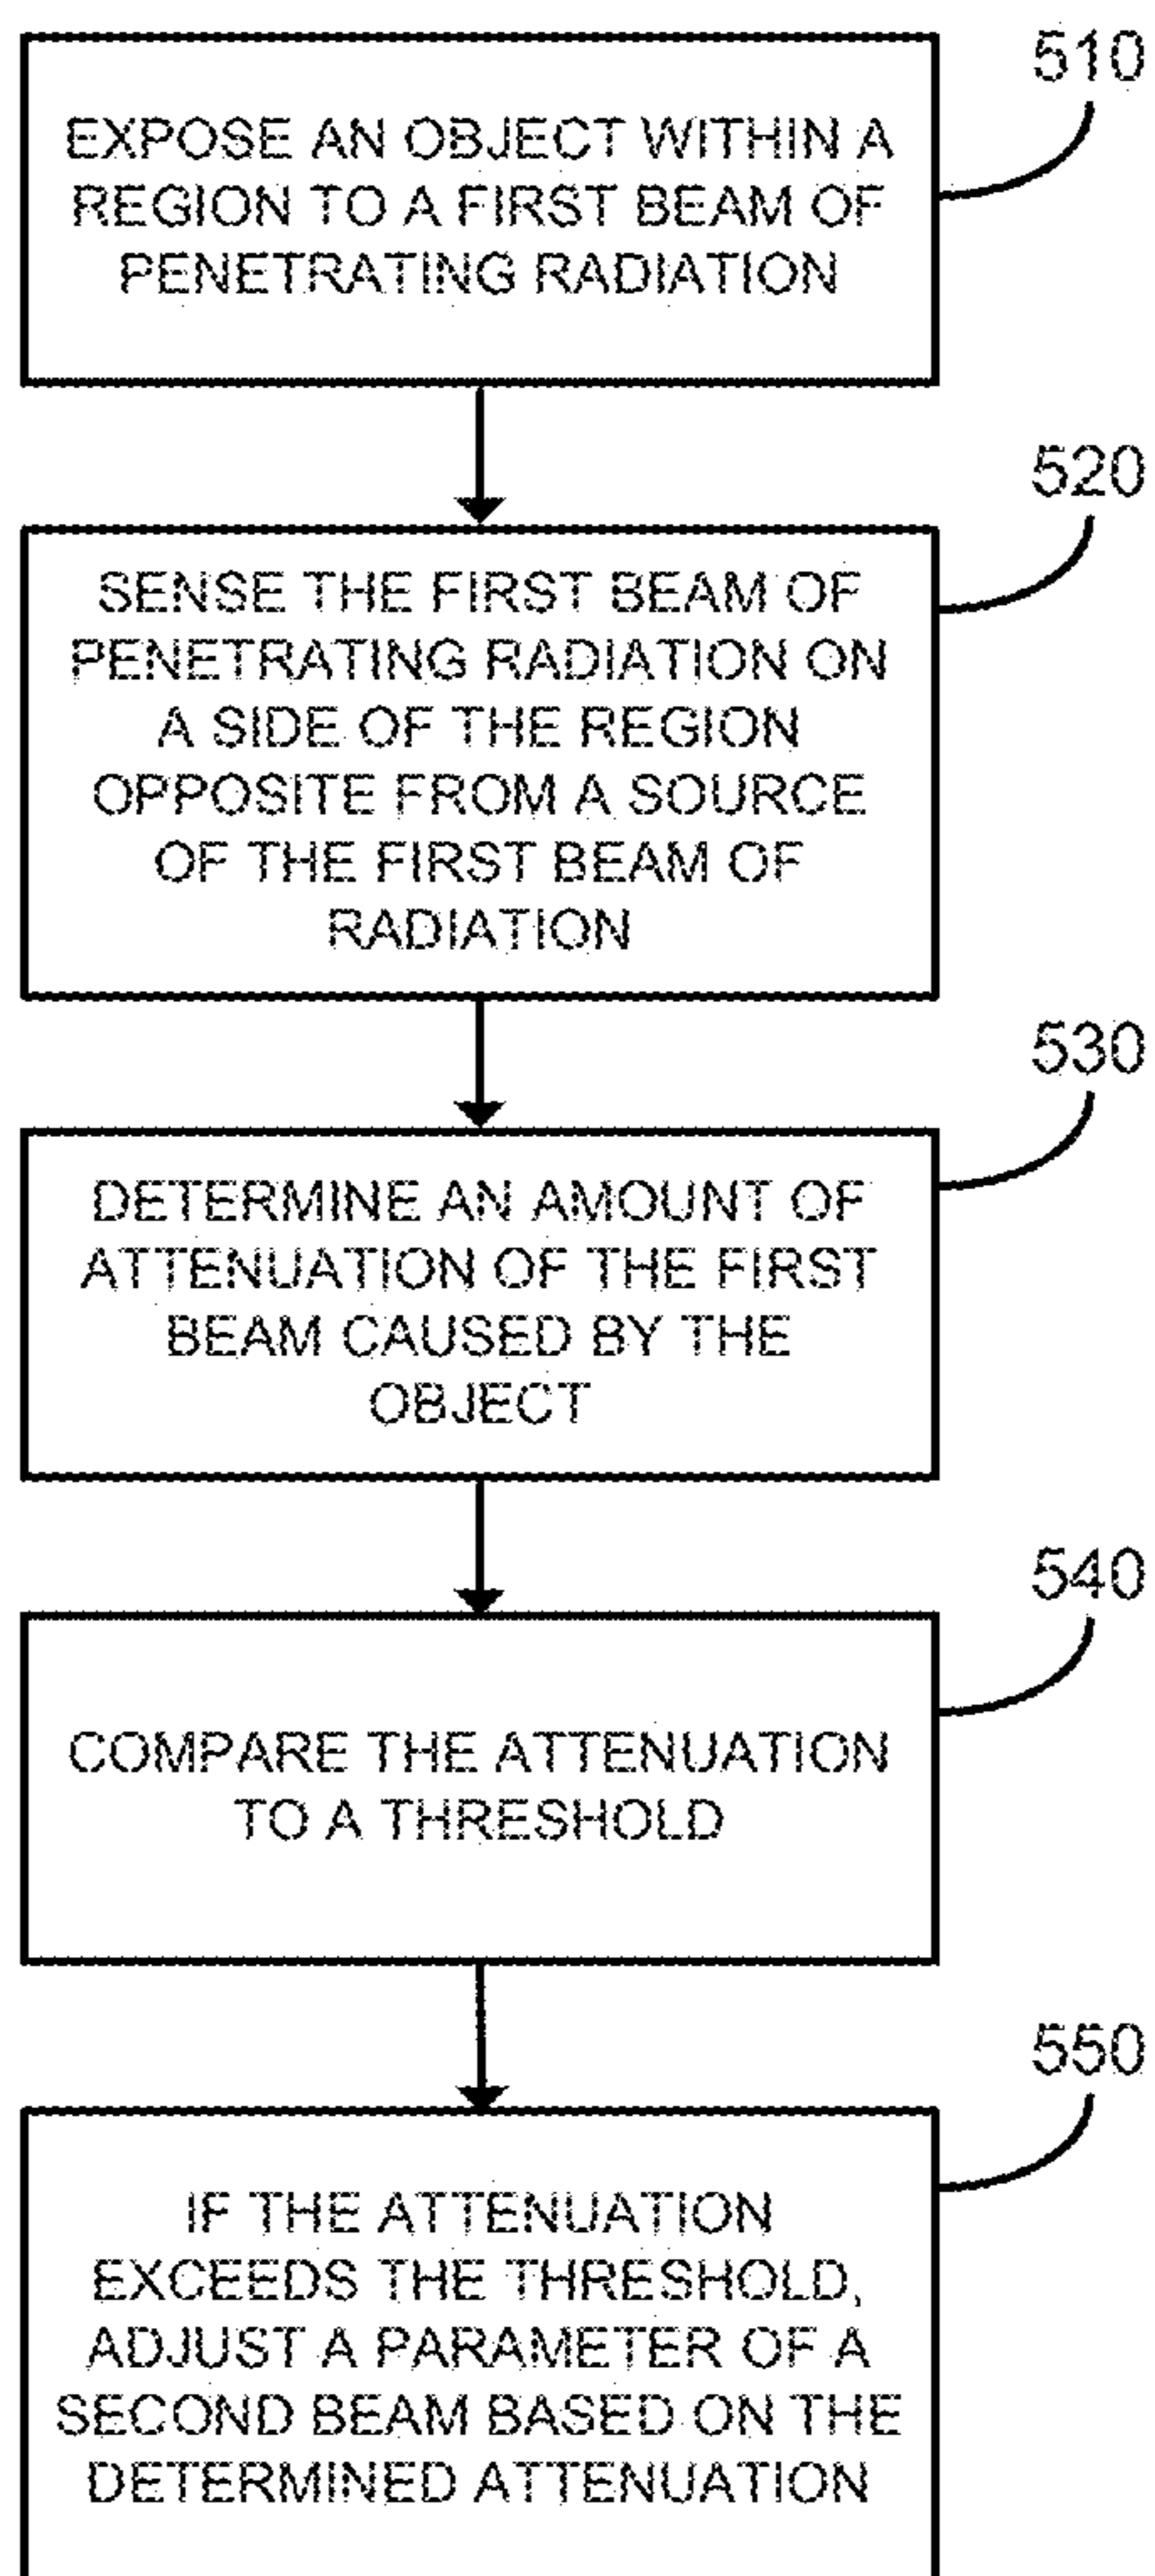 510
EXPOSE AN OBJECT WITHIN A
REGION TO A FIRST BEAM OF
PENETRATING RADIATION
520
SENSE THE FIRST BEAM OF
PENETRATING RADIATION ON
A SIDE OF THE REGION
OPPOSITE FROM A SOURCE
OF THE FIRST BEAM OF
RADIATION
530
DETERMINE AN AMOUNT OF
ATTENUATION OF THE FIRST
BEAM CAUSED BY THE
OBJECT
540
COMPARE THE ATTENUATION
TO A THRESHOLD
550
IF THE ATTENUATION
EXCEEDS THE THRESHOLD,
ADJUST A PARAMETER OF A
SECOND BEAM BASED ON THE
DETERMINED ATTENUATION